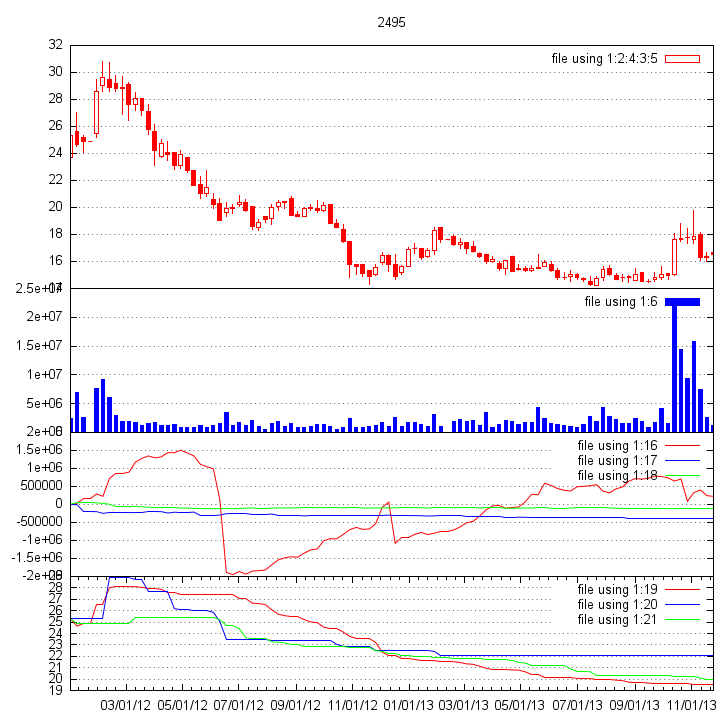 2495
32
file using 1:2:4:3:5
30
28
26
24
22
20
18
16
2.5e+07
file using 1:6
2e+07
1.5e+07
1e+07
5e+06
file using 1:16
1.5e+06
file using 1:17
1e+06
file using 1:18
500000
0
-500000
-1e+06
-1.5e+06
28
file using 1:19
27
file using 1:20
26
file using 1:21
25
24
23
22
21
20
19
03/01/12 05/01/12 07/01/12 09/01/12 11/01/12 01/01/13 03/01/13 05/01/13 07/01/13 09/01/13 11/01/13